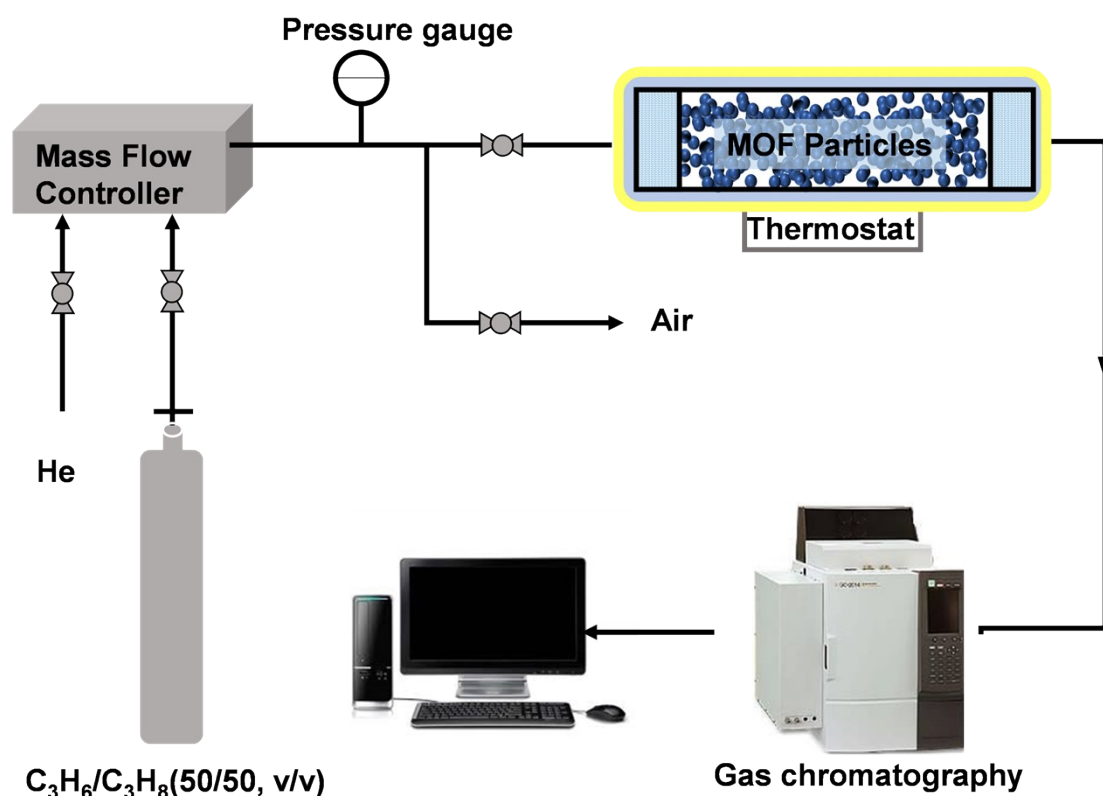 Pressure gauge
Mass Flow
Controller
MOF Particles
Thermostat
Air
He
C₃H₆/C₃H₈(50/50, v/v)
Gas chromatography